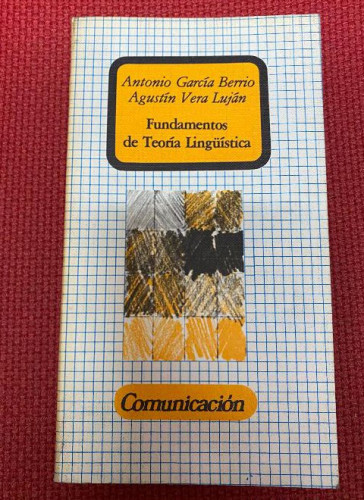 Antonio García Berrio
Agustín Vera Luján
Fundamentos
de Teoría Lingüística
Comunicación